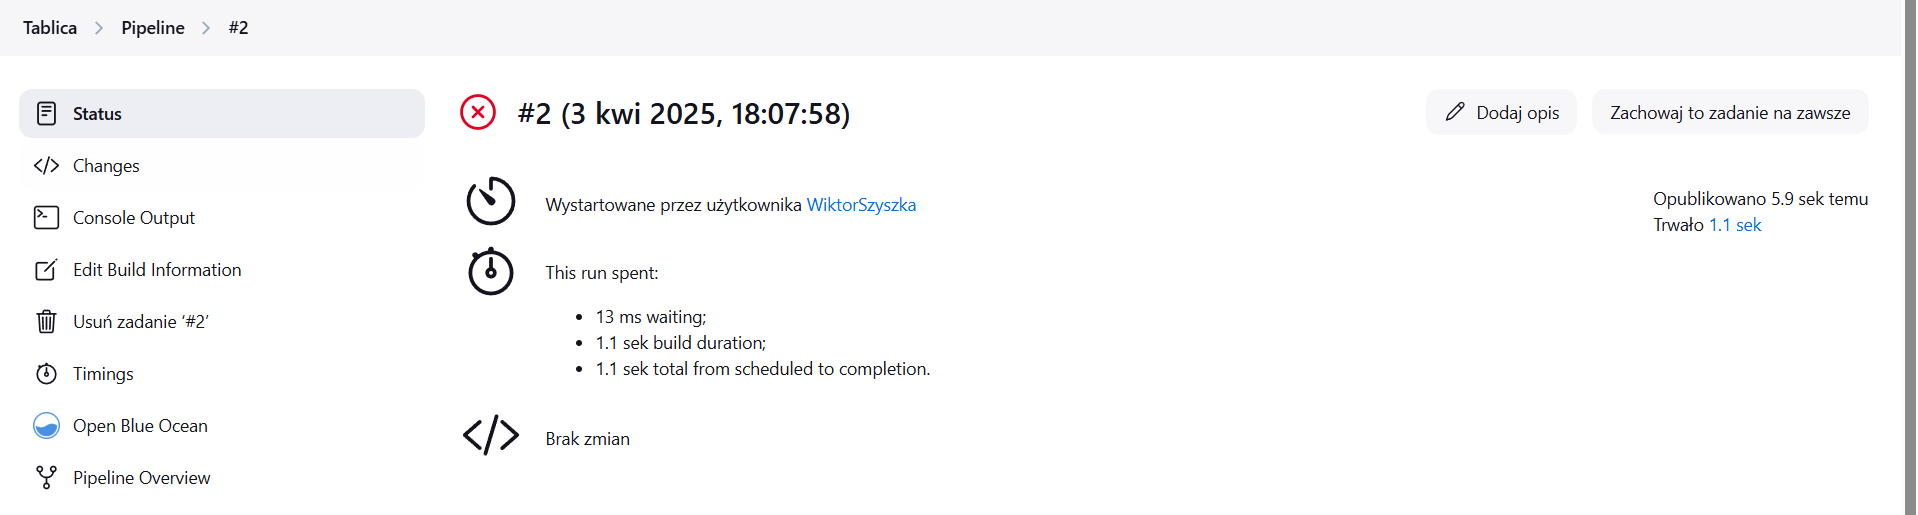 Tablica > Pipeline > #2
Status
Changes
Console Output
Edit Build Information
Usuń zadanie ‘#2’
Timings
Open Blue Ocean
Pipeline Overview
#2 (3 kwi 2025, 18:07:58)
Dodaj opis
Zachowaj to zadanie na zawsze
Wystartowane przez użytkownika WiktorSzyszka
Opublikowano 5.9 sek temu
Trwało 1.1 sek
This run spent:
• 13 ms waiting;
• 1.1 sek build duration;
• 1.1 sek total from scheduled to completion.
Brak zmian